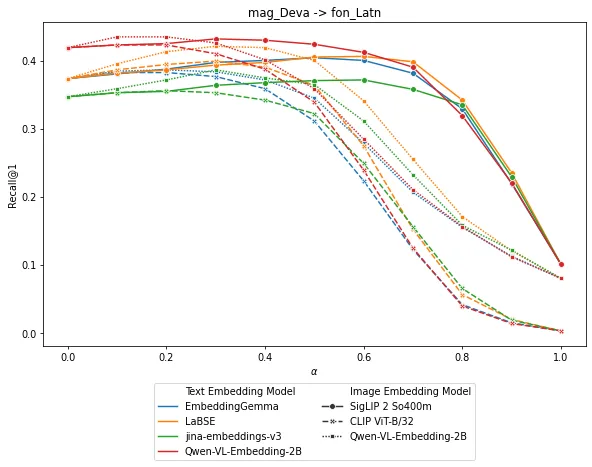 mag_Deva -> fon_Latn
Recall@1
0.4
0.3
0.2
0.1
0.0
0.0 0.2 0.4 0.6 0.8 1.0
α
Text Embedding Model
EmbeddingGemma
LaBSE
jina-embeddings-v3
Qwen-VL-Embedding-2B
Image Embedding Model
SigLIP 2 So400m
CLIP ViT-B/32
Qwen-VL-Embedding-2B